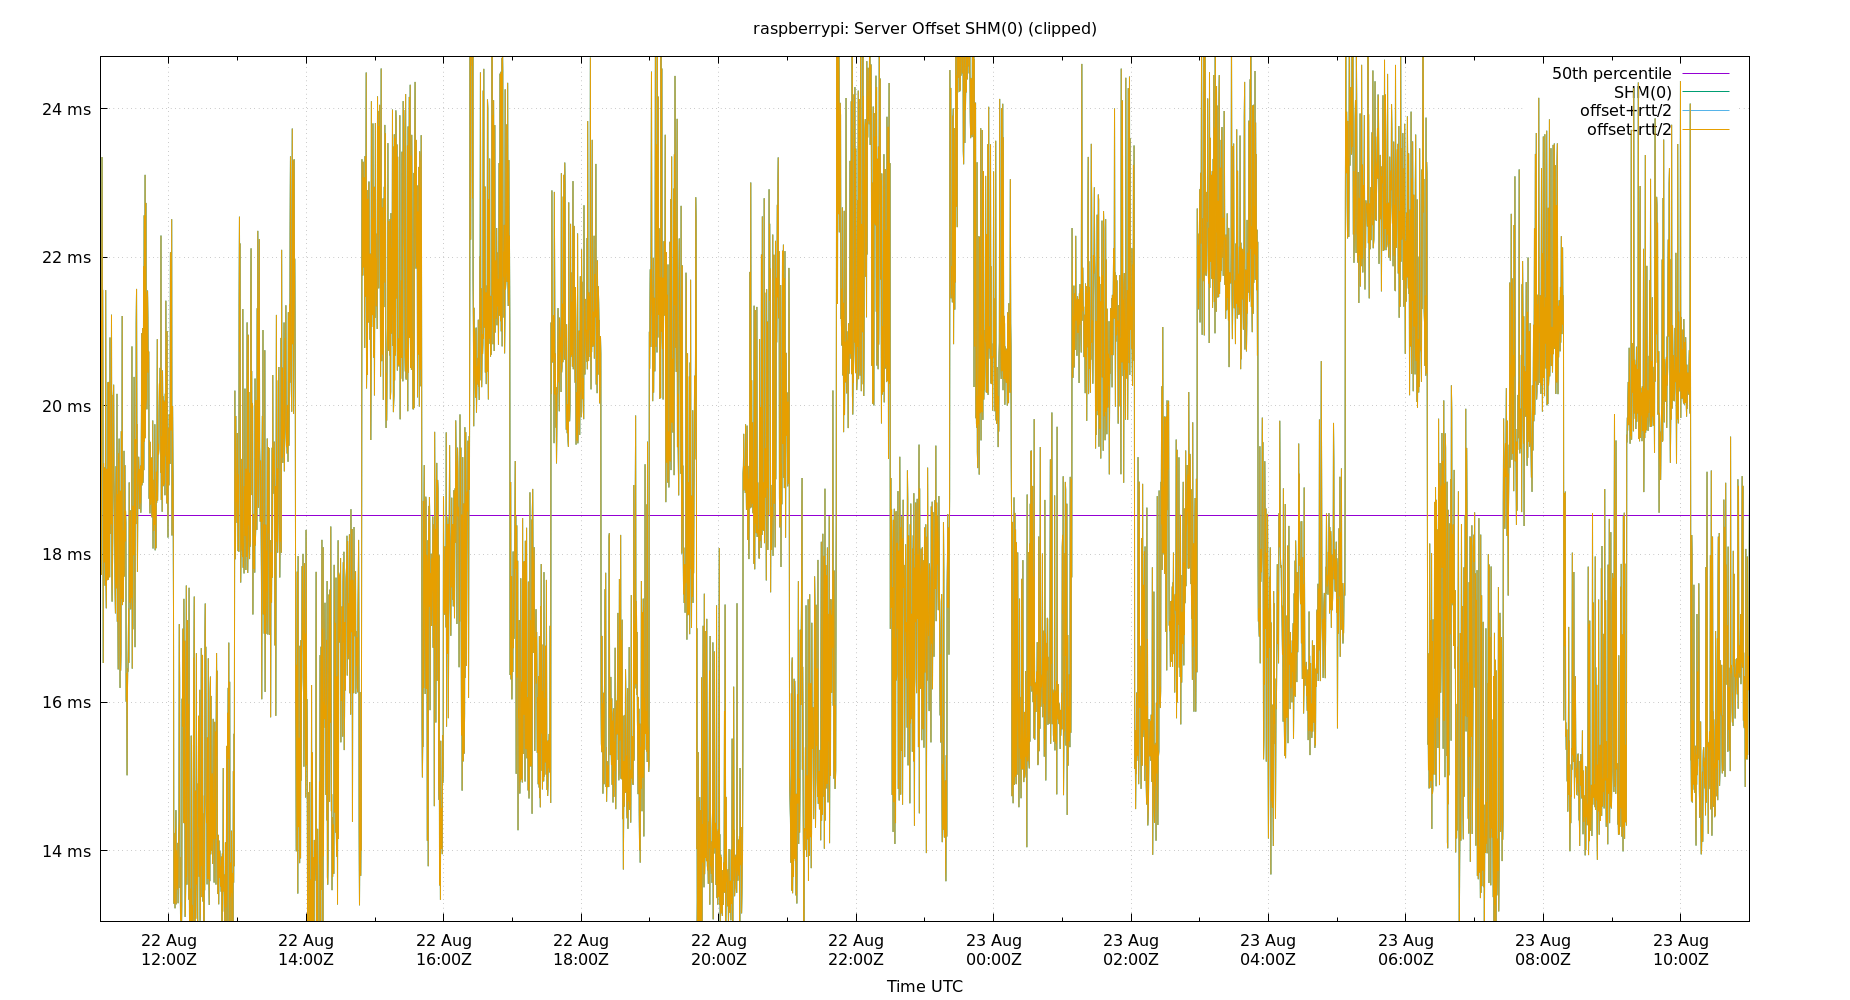 raspberrypi: Server Offset SHM(0) (clipped)
50th percentile
SHM(0)
offset+rtt/2
offset-rtt/2
24 ms
22 ms
20 ms
18 ms
16 ms
14 ms
22 Aug 22 Aug 22 Aug 22 Aug 22 Aug 22 Aug 23 Aug 23 Aug 23 Aug 23 Aug 23 Aug 23 Aug
12:00Z 14:00Z 16:00Z 18:00Z 20:00Z 22:00Z 00:00Z 02:00Z 04:00Z 06:00Z 08:00Z 10:00Z
Time UTC